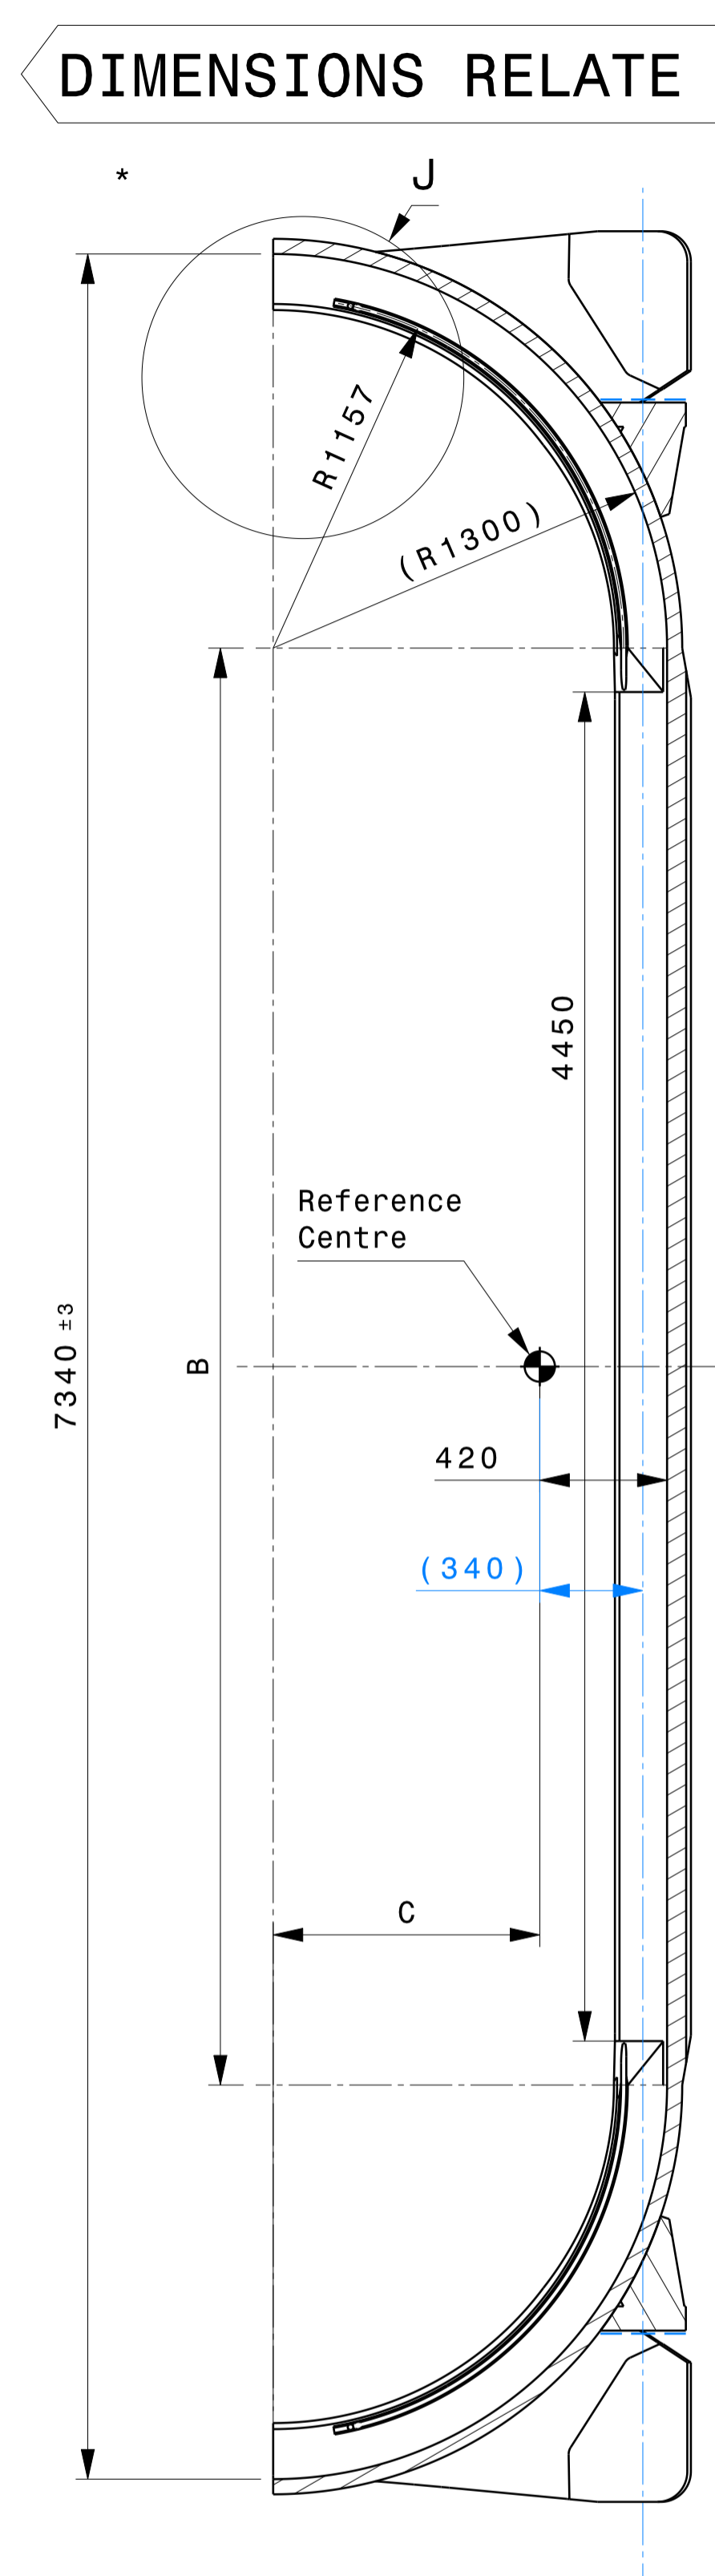 DIMENSIONS RELATE
*
J
R1157
(R1300)
4450
Reference
Centre
7340 ±3
B
420
(340)
C